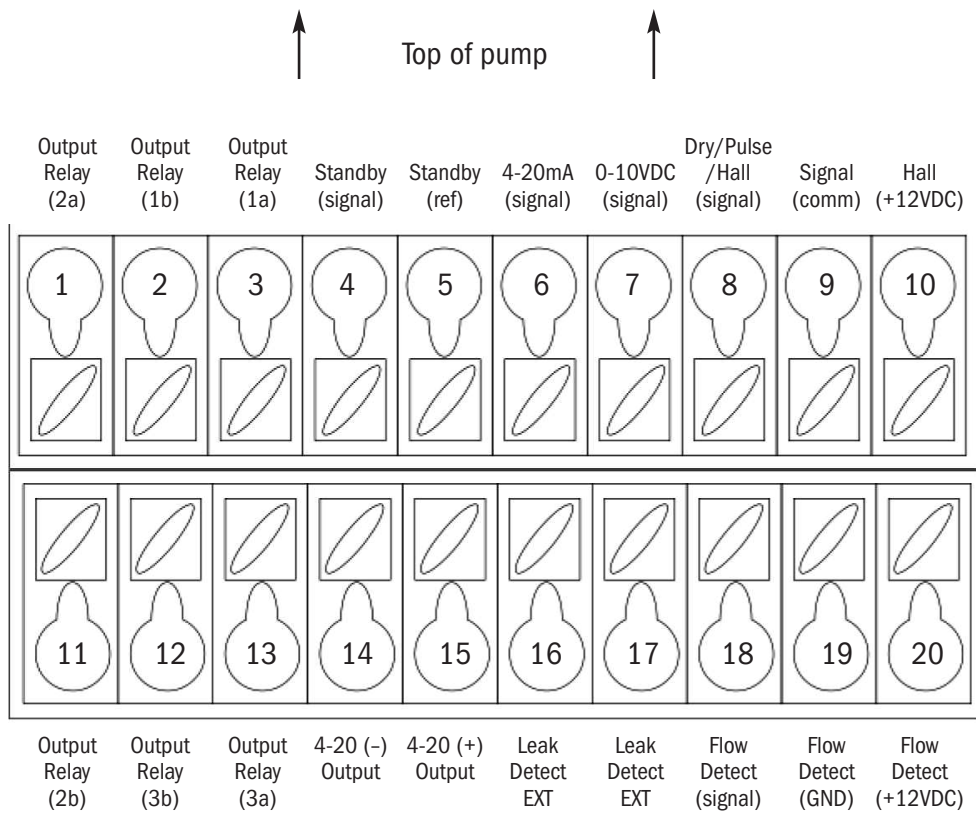 Top of pump
Output Relay (2a)
Output Relay (1b)
Output Relay (1a)
Standby (signal)
Standby (ref)
4-20mA (signal)
0-10VDC (signal)
Dry/Pulse /Hall (signal)
Signal (comm)
Hall (+12VDC)
1 2 3 4 5 6 7 8 9 10
11 12 13 14 15 16 17 18 19 20
Output Relay (2b)
Output Relay (3b)
Output Relay (3a)
4-20 (–) Output
4-20 (+) Output
Leak Detect EXT
Leak Detect EXT
Flow Detect (signal)
Flow Detect (GND)
Flow Detect (+12VDC)